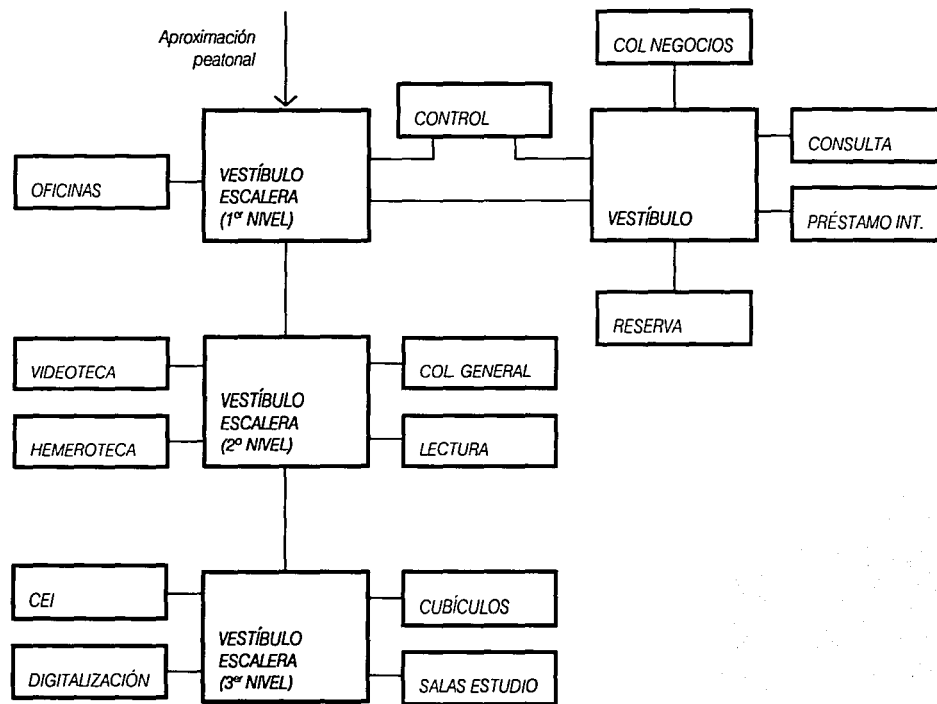 Aproximación
peatonal
COL NEGOCIOS
CONTROL
CONSULTA
OFICINAS
VESTÍBULO
ESCALERA
(1er NIVEL)
VESTÍBULO
PRÉSTAMO INT.
RESERVA
VIDEOTECA
COL. GENERAL
VESTÍBULO
ESCALERA
(2º NIVEL)
HEMEROTECA
LECTURA
CEI
CUBÍCULOS
VESTÍBULO
ESCALERA
(3er NIVEL)
DIGITALIZACIÓN
SALAS ESTUDIO